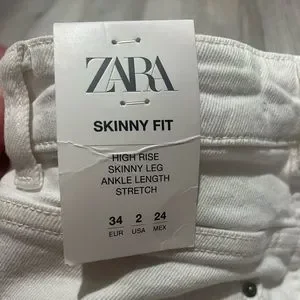 ZARA
SKINNY FIT
HIGH RISE
SKINNY LEG
ANKLE LENGTH
STRETCH
34 2 24
EUR USA MEX